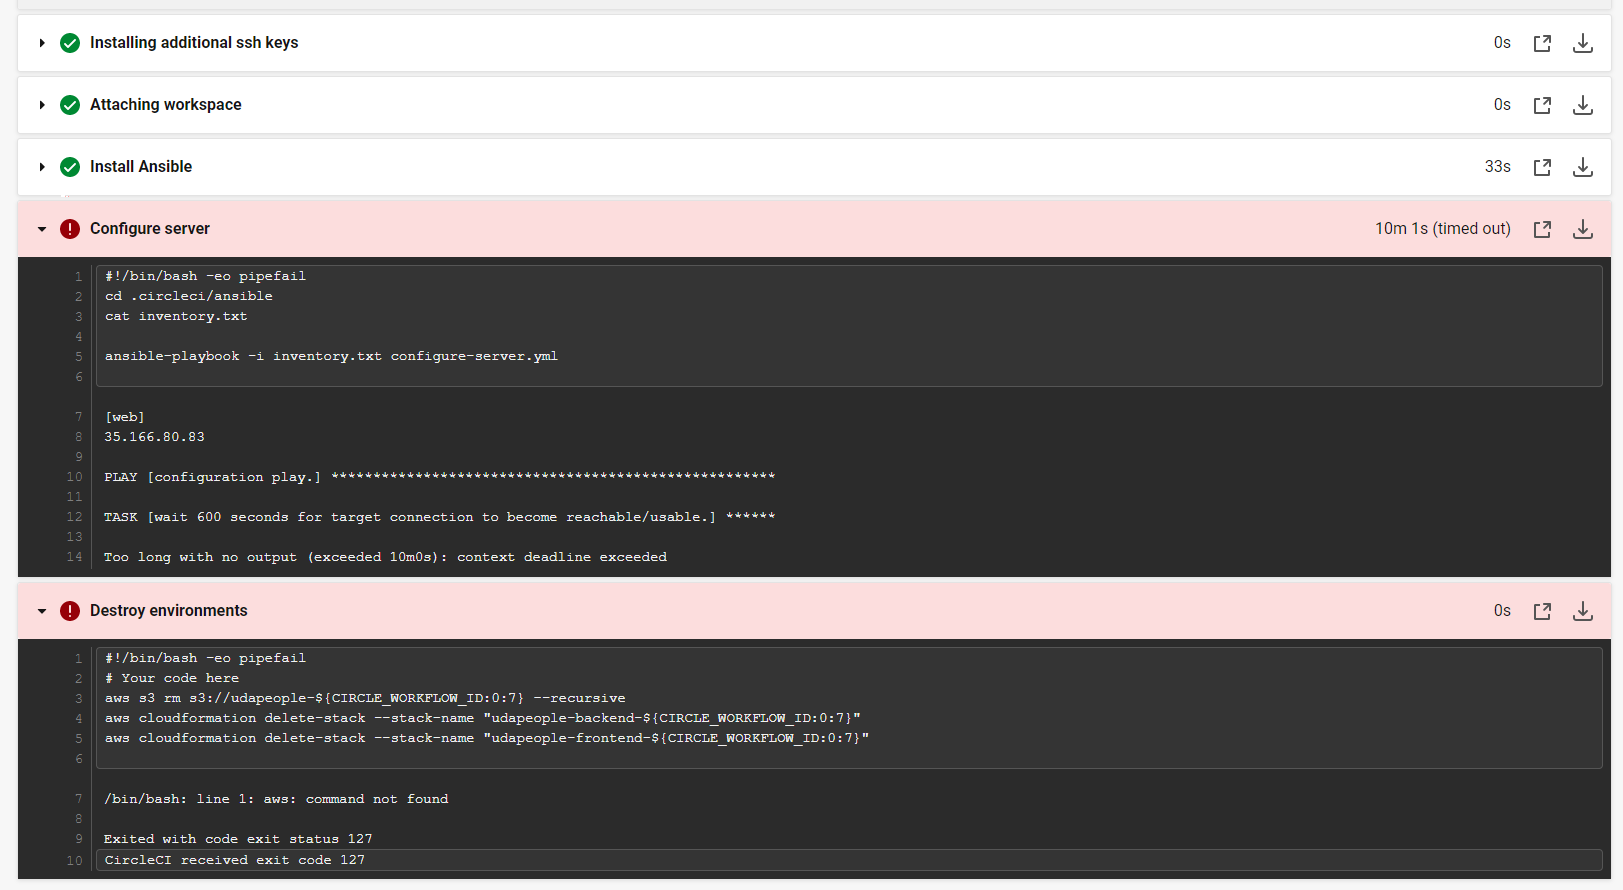 Installing additional ssh keys 0s
Attaching workspace 0s
Install Ansible 33s
Configure server 10m 1s (timed out)
1 #!/bin/bash -eo pipefail
2 cd .circleci/ansible
3 cat inventory.txt
4
5 ansible-playbook -i inventory.txt configure-server.yml
6
7 [web]
8 35.166.80.83
9
10 PLAY [configuration play.] *****************************************************
11
12 TASK [wait 600 seconds for target connection to become reachable/usable.] ******
13
14 Too long with no output (exceeded 10m0s): context deadline exceeded
Destroy environments 0s
1 #!/bin/bash -eo pipefail
2 # Your code here
3 aws s3 rm s3://udapeople-${CIRCLE_WORKFLOW_ID:0:7} --recursive
4 aws cloudformation delete-stack --stack-name "udapeople-backend-${CIRCLE_WORKFLOW_ID:0:7}"
5 aws cloudformation delete-stack --stack-name "udapeople-frontend-${CIRCLE_WORKFLOW_ID:0:7}"
6
7 /bin/bash: line 1: aws: command not found
8
9 Exited with code exit status 127
10 CircleCI received exit code 127